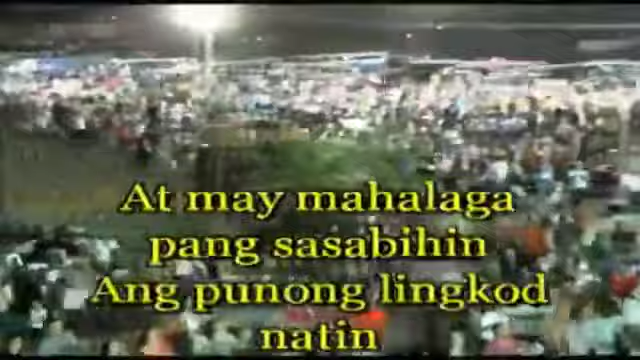 At may mahalaga
pang sasabihin
Ang punong lingkod
natin